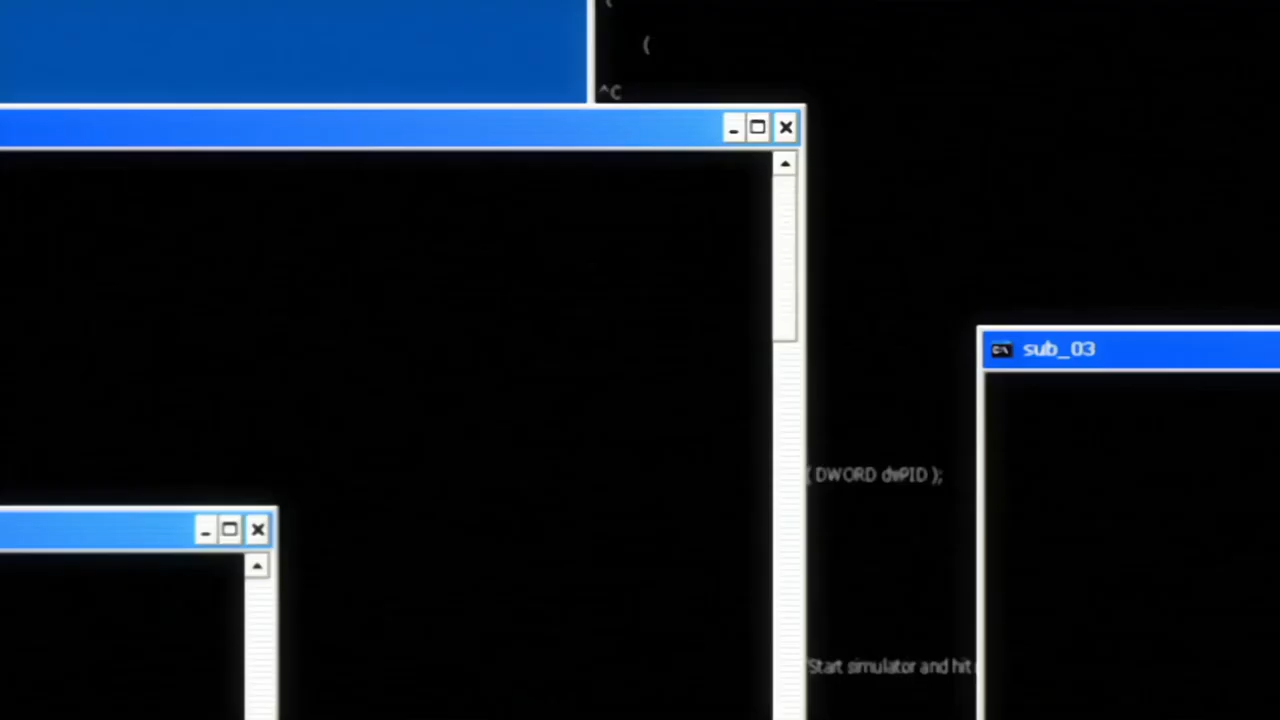 (
(
^C
sub_03
( DWORD dwPID );
Start simulator and hit